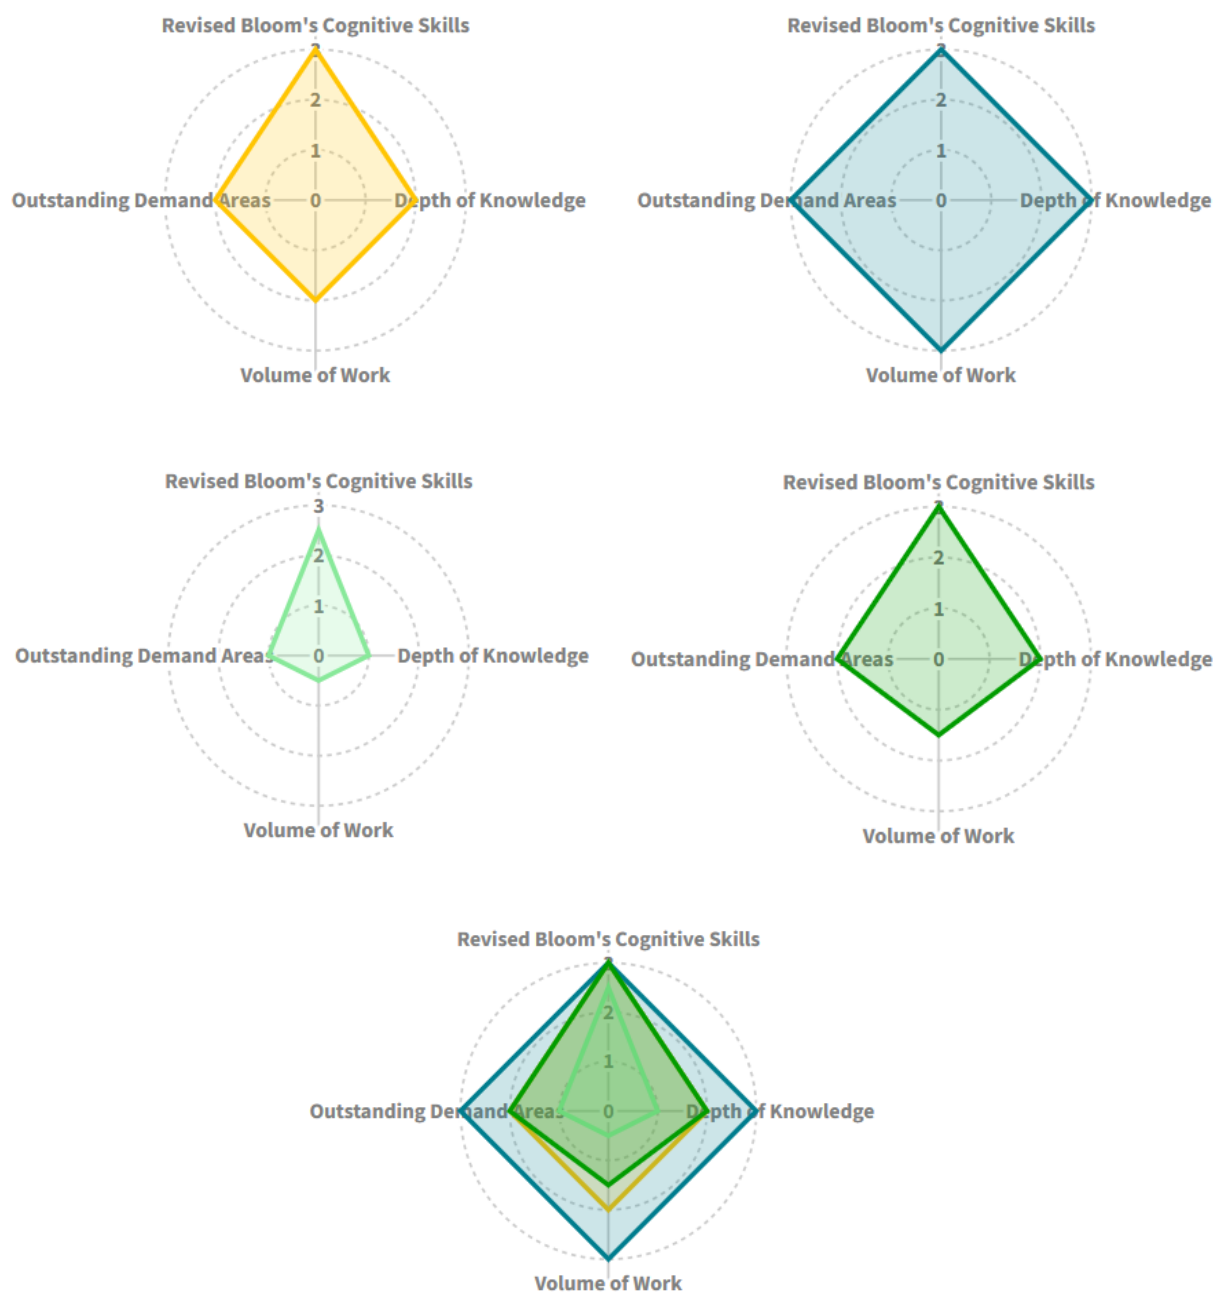 Revised Bloom's Cognitive Skills
3
2
1
Outstanding Demand Areas 0 Depth of Knowledge
Volume of Work
Revised Bloom's Cognitive Skills
3
2
1
Outstanding Demand Areas 0 Depth of Knowledge
Volume of Work
Revised Bloom's Cognitive Skills
3
2
1
Outstanding Demand Areas 0 Depth of Knowledge
Volume of Work
Revised Bloom's Cognitive Skills
3
2
1
Outstanding Demand Areas 0 Depth of Knowledge
Volume of Work
Revised Bloom's Cognitive Skills
3
2
1
Outstanding Demand Areas 0 Depth of Knowledge
Volume of Work